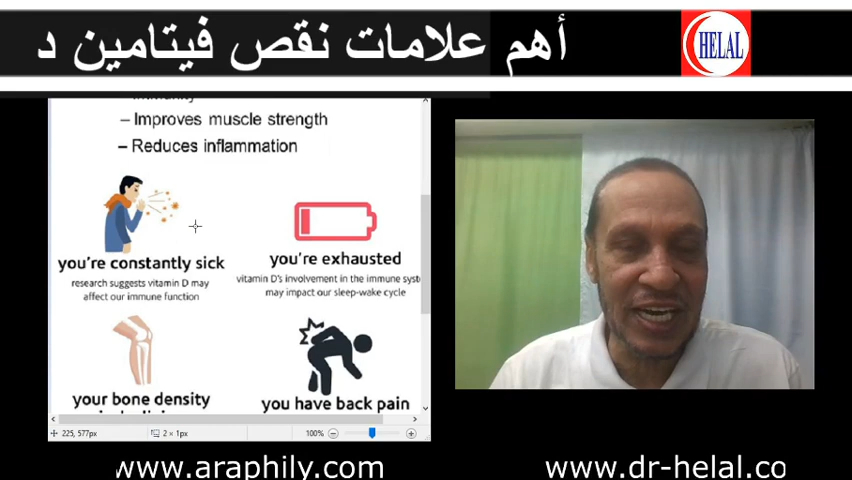 أهم علامات نقص فيتامين د
HELAL
– Improves muscle strength
– Reduces inflammation
you're constantly sick
research suggests vitamin D may
affect our immune function
you're exhausted
vitamin D's involvement in the immune syst
may impact our sleep-wake cycle
your bone density
you have back pain
225, 577px
2 × 1px
100%
www.araphily.com
www.dr-helal.co